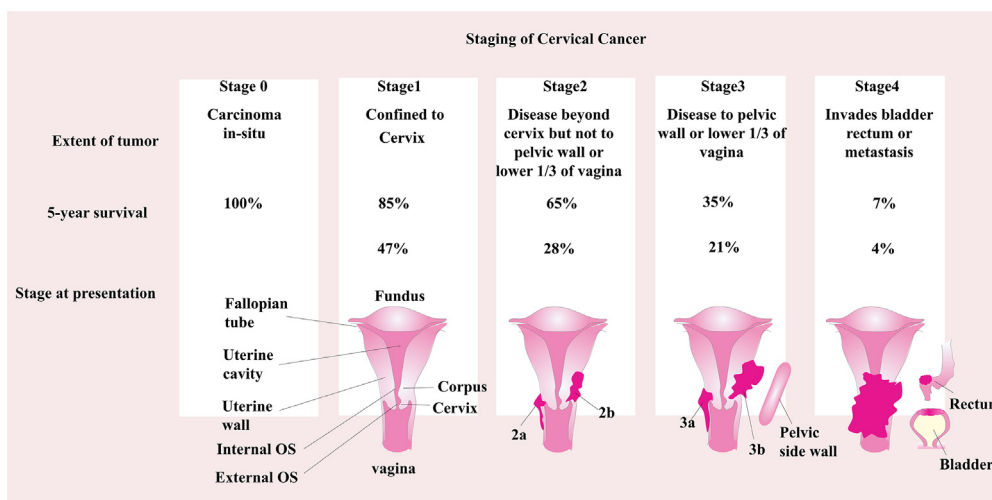 Staging of Cervical Cancer
Stage 0
Stage1
Stage2
Stage3
Stage4
Extent of tumor
Carcinoma
in-situ
Confined to
Cervix
Disease beyond
cervix but not to
pelvic wall or
lower 1/3 of vagina
Disease to pelvic
wall or lower 1/3 of
vagina
Invades bladder
rectum or
metastasis
5-year survival
100%
85%
65%
35%
7%
47%
28%
21%
4%
Stage at presentation
Fundus
Fallopian
tube
Uterine
cavity
Uterine
wall
Internal OS
External OS
Corpus
Cervix
vagina
2a
2b
3a
3b
Pelvic
side wall
Rectum
Bladder